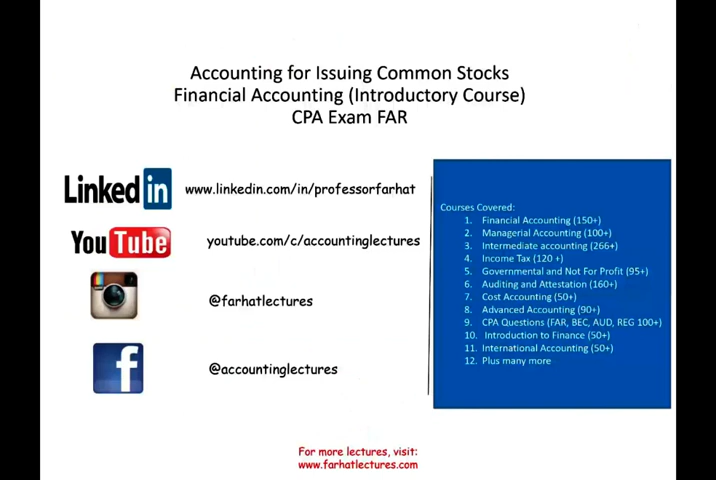 Accounting for Issuing Common Stocks
Financial Accounting (Introductory Course)
CPA Exam FAR
Linked in www.linkedin.com/in/professorfarhat
You Tube youtube.com/c/accountinglectures
@farhatlectures
f @accountinglectures
Courses Covered:
1. Financial Accounting (150+)
2. Managerial Accounting (100+)
3. Intermediate accounting (266+)
4. Income Tax (120 +)
5. Governmental and Not For Profit (95+)
6. Auditing and Attestation (160+)
7. Cost Accounting (50+)
8. Advanced Accounting (90+)
9. CPA Questions (FAR, BEC, AUD, REG 100+)
10. Introduction to Finance (50+)
11. International Accounting (50+)
12. Plus many more
For more lectures, visit:
www.farhatlectures.com